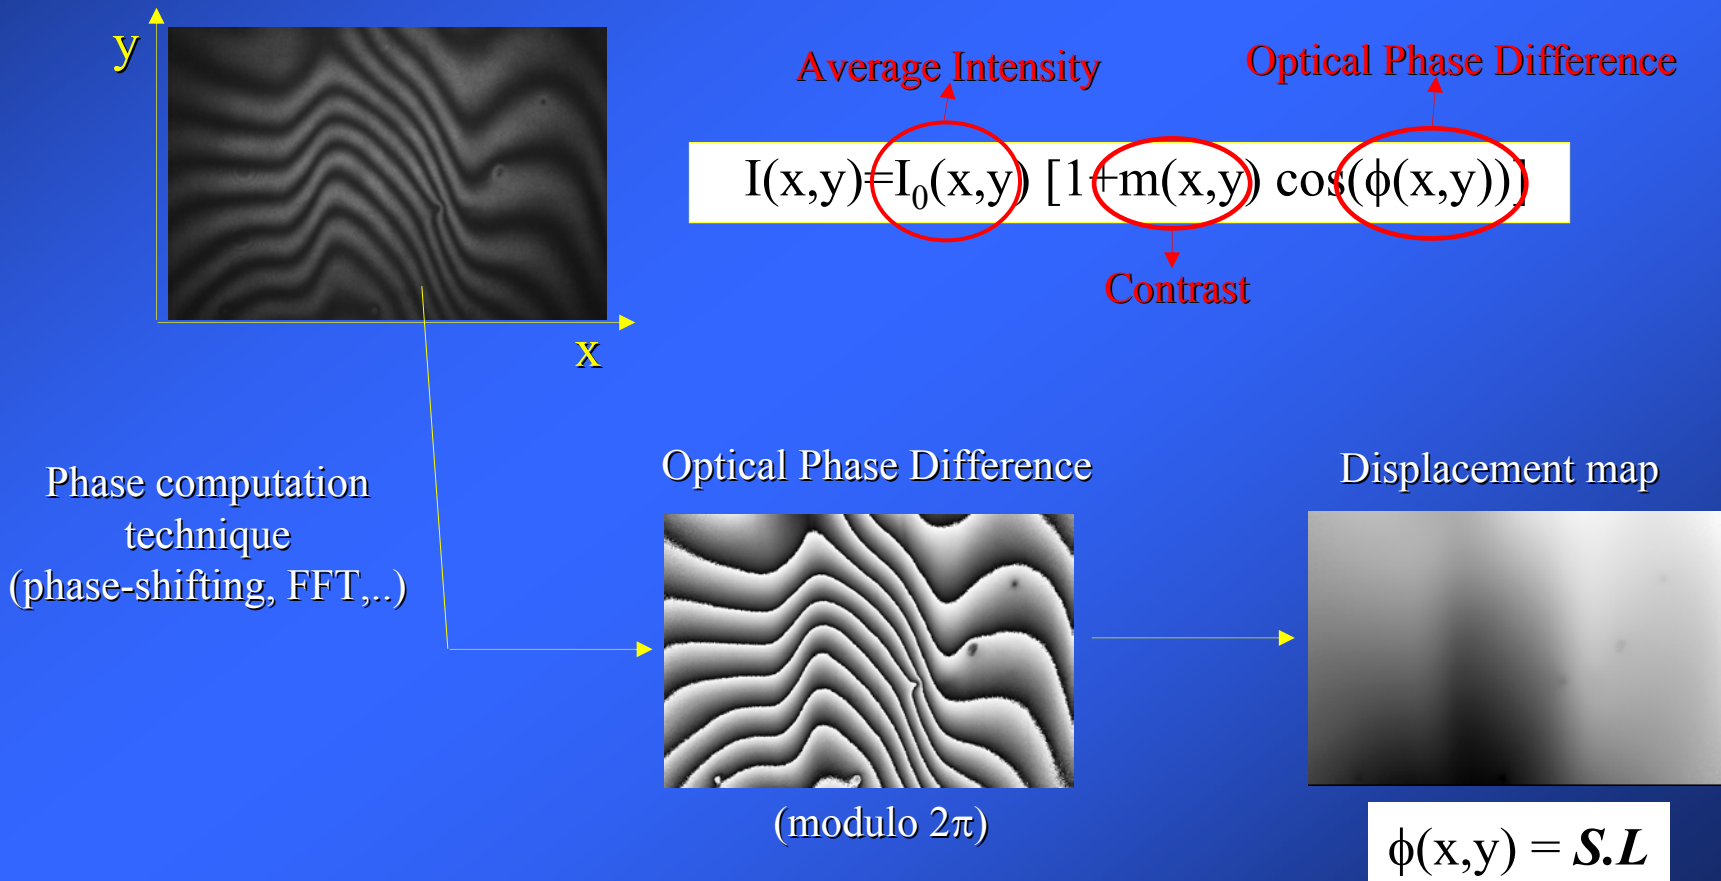 y
x
Average Intensity
Optical Phase Difference
I(x,y)=I₀(x,y) [1+m(x,y) cos(ϕ(x,y))]
Contrast
Phase computation
technique
(phase-shifting, FFT,..)
Optical Phase Difference
(modulo 2π)
Displacement map
ϕ(x,y) = S.L